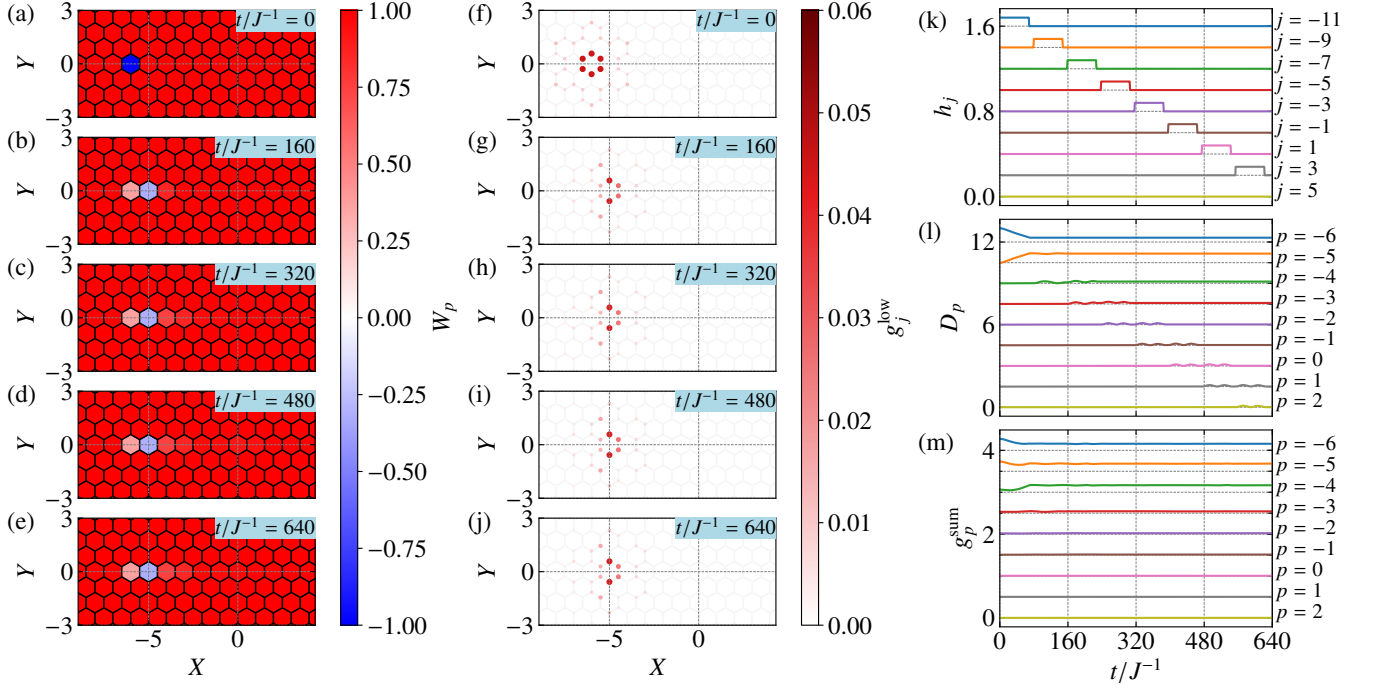 (a)
t/J⁻¹ = 0
3
Y
0
−3
(b)
t/J⁻¹ = 160
3
Y
0
−3
(c)
t/J⁻¹ = 320
3
Y
0
−3
(d)
t/J⁻¹ = 480
3
Y
0
−3
(e)
t/J⁻¹ = 640
3
Y
0
−3
−5
0
X
1.00
0.75
0.50
0.25
0.00
−0.25
−0.50
−0.75
−1.00
W_p
(f)
t/J⁻¹ = 0
3
Y
0
−3
(g)
t/J⁻¹ = 160
3
Y
0
−3
(h)
t/J⁻¹ = 320
3
Y
0
−3
(i)
t/J⁻¹ = 480
3
Y
0
−3
(j)
t/J⁻¹ = 640
3
Y
0
−3
−5
0
X
0.06
0.05
0.04
0.03
0.02
0.01
0.00
g_j^low
(k)
1.6
0.8
0.0
h_j
j = −11
j = −9
j = −7
j = −5
j = −3
j = −1
j = 1
j = 3
j = 5
(l)
12
6
0
D_p
p = −6
p = −5
p = −4
p = −3
p = −2
p = −1
p = 0
p = 1
p = 2
(m)
4
2
0
g_p^sum
p = −6
p = −5
p = −4
p = −3
p = −2
p = −1
p = 0
p = 1
p = 2
0
160
320
480
640
t/J⁻¹